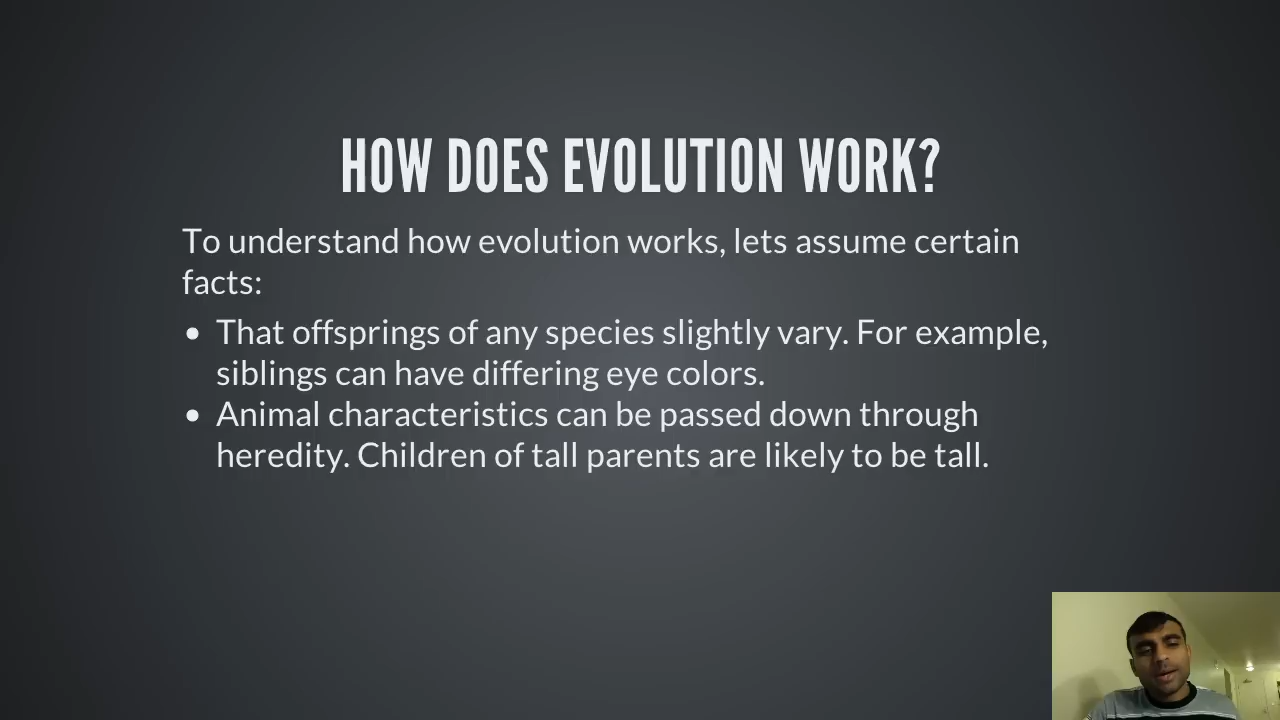 HOW DOES EVOLUTION WORK?
To understand how evolution works, lets assume certain
facts:
• That offsprings of any species slightly vary. For example,
siblings can have differing eye colors.
• Animal characteristics can be passed down through
heredity. Children of tall parents are likely to be tall.